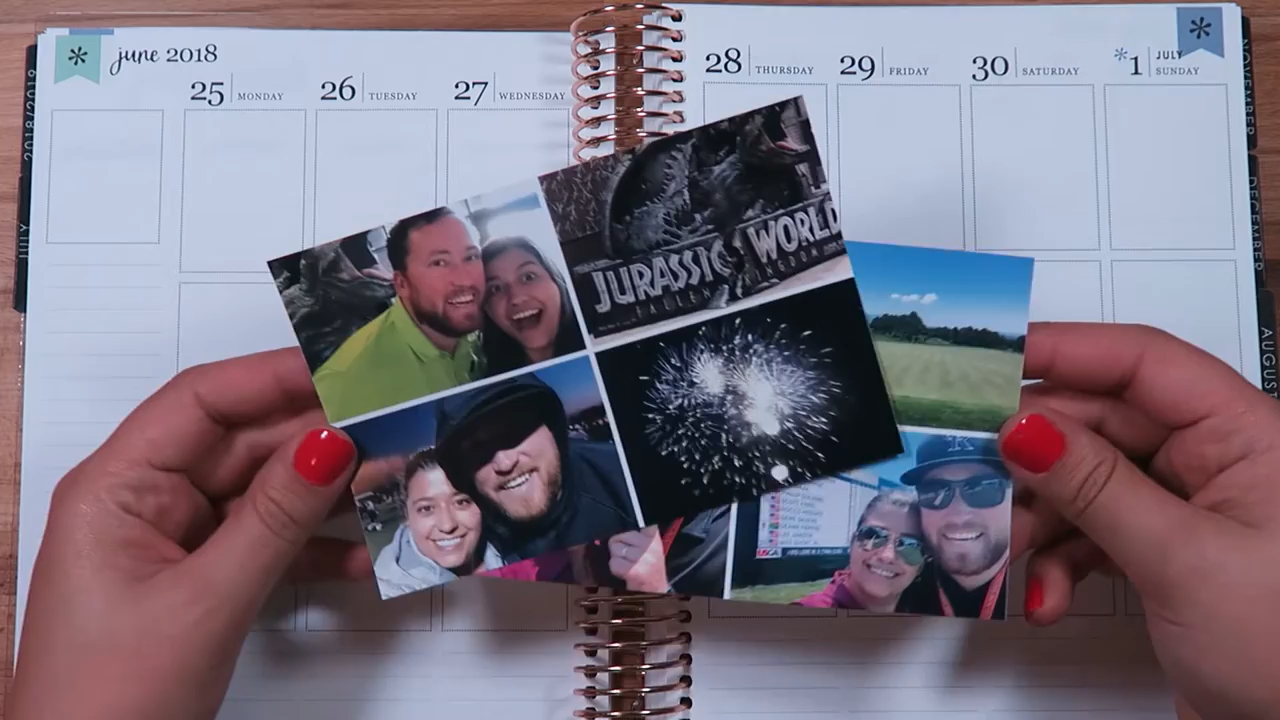 * june 2018
25 MONDAY
26 TUESDAY
27 WEDNESDAY
28 THURSDAY
29 FRIDAY
30 SATURDAY
*1 JULY SUNDAY
*
2018/2019
JULY
NOVEMBER
DECEMBER
AUGUST
JURASSIC WORLD
FALLEN KINGDOM
K
USGA